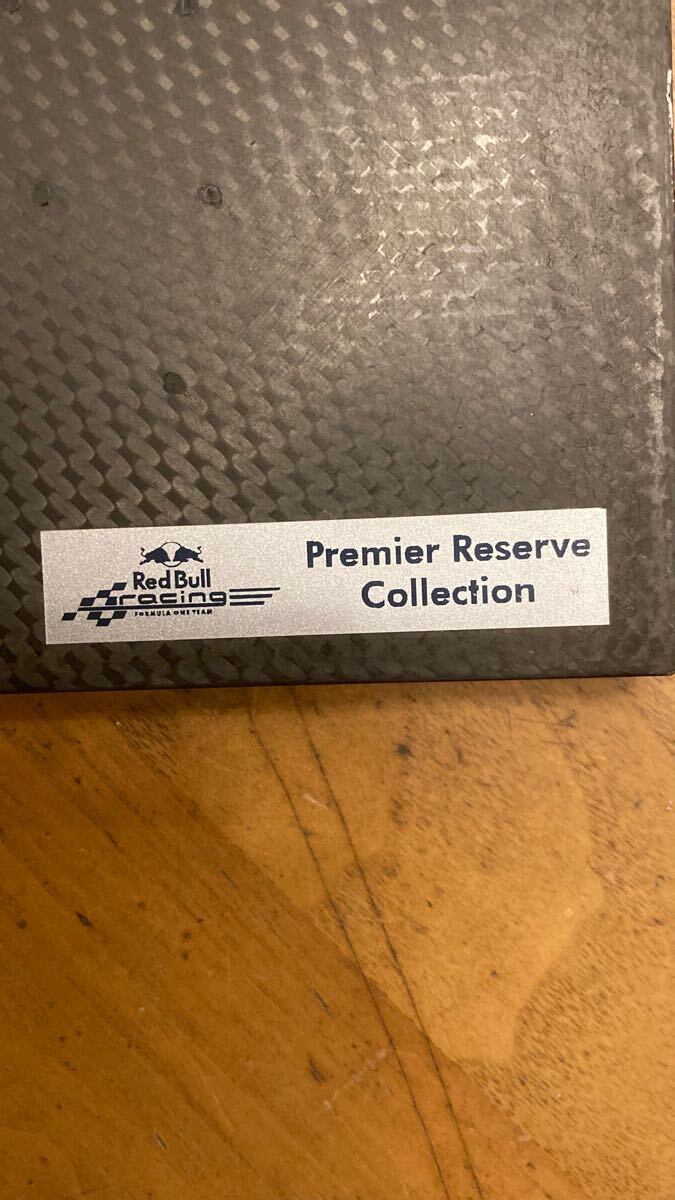 Red Bull
racing
FORMULA ONE TEAM
Premier Reserve
Collection